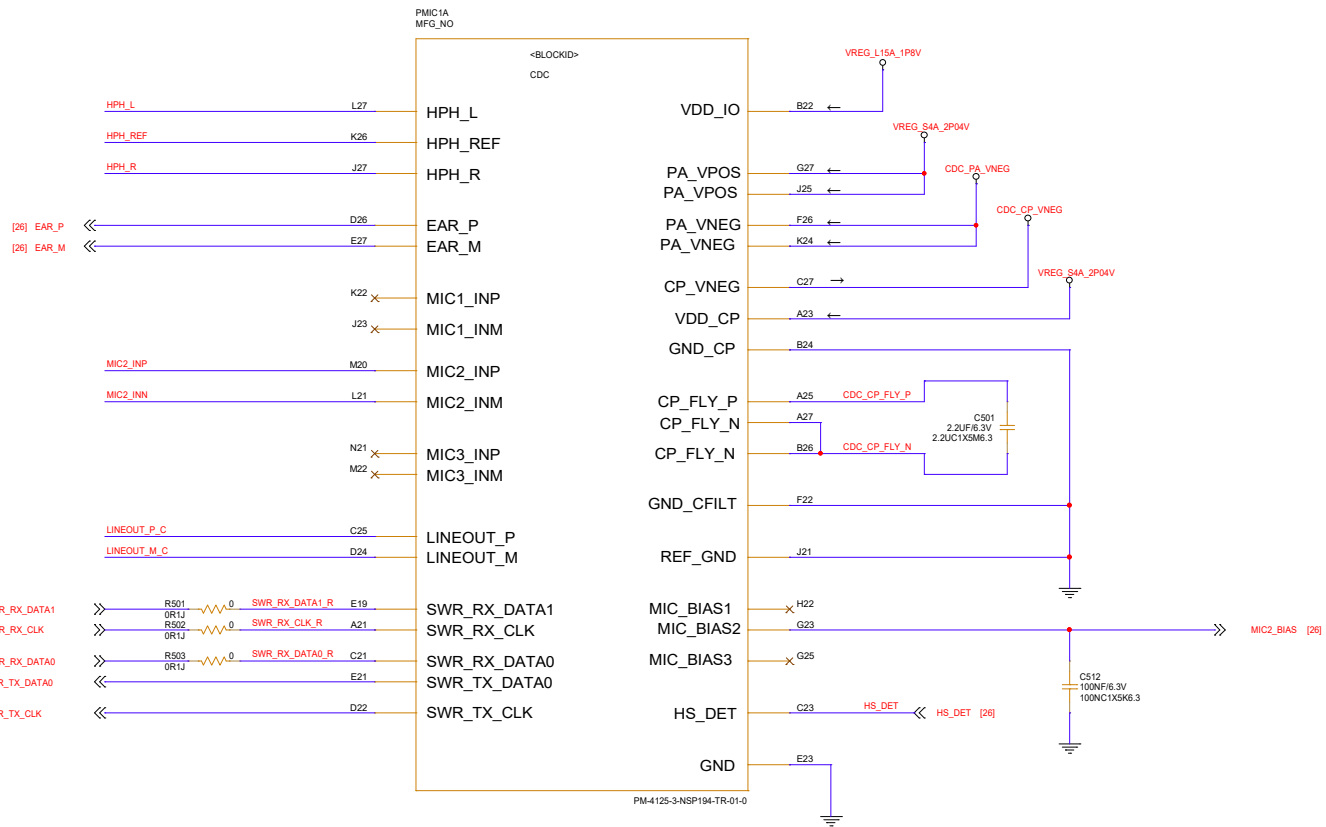 PMIC1A
MFG_NO
<BLOCKID>
CDC
VREG_L15A_1P8V
HPH_L L27 HPH_L
VDD_IO B22
HPH_REF K26 HPH_REF
VREG_S4A_2P04V
HPH_R J27 HPH_R
PA_VPOS G27
CDC_PA_VNEG
PA_VPOS J25
[26] EAR_P D26 EAR_P
PA_VNEG F26
CDC_CP_VNEG
[26] EAR_M E27 EAR_M
PA_VNEG K24
VREG_S4A_2P04V
K22 MIC1_INP
CP_VNEG C27
J23 MIC1_INM
VDD_CP A23
GND_CP B24
MIC2_INP M20 MIC2_INP
MIC2_INN L21 MIC2_INM
CP_FLY_P A25 CDC_CP_FLY_P
CP_FLY_N A27
C501
2.2UF/6.3V
2.2UC1X5M6.3
N21 MIC3_INP
CP_FLY_N B26 CDC_CP_FLY_N
M22 MIC3_INM
GND_CFILT F22
LINEOUT_P_C C25 LINEOUT_P
LINEOUT_M_C D24 LINEOUT_M
REF_GND J21
R_RX_DATA1 R501 0 SWR_RX_DATA1_R E19 SWR_RX_DATA1
0R1J
MIC_BIAS1 H22
R_RX_CLK R502 0 SWR_RX_CLK_R A21 SWR_RX_CLK
0R1J
MIC_BIAS2 G23 MIC2_BIAS [26]
R_RX_DATA0 R503 0 SWR_RX_DATA0_R C21 SWR_RX_DATA0
0R1J
MIC_BIAS3 G25
R_TX_DATA0 E21 SWR_TX_DATA0
C512
100NF/6.3V
100NC1X5K6.3
R_TX_CLK D22 SWR_TX_CLK
HS_DET C23 HS_DET HS_DET [26]
GND E23
PM-4125-3-NSP194-TR-01-0